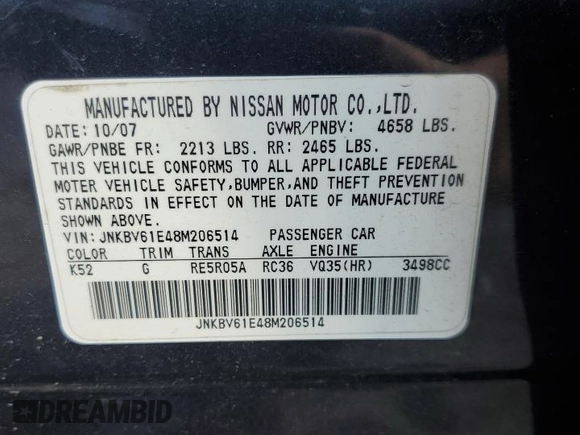 MANUFACTURED BY NISSAN MOTOR CO.,LTD.
DATE: 10/07 GVWR/PNBV: 4658 LBS.
GAWR/PNBE FR: 2213 LBS. RR: 2465 LBS.
THIS VEHICLE CONFORMS TO ALL APPLICABLE FEDERAL
MOTOR VEHICLE SAFETY,BUMPER,AND THEFT PREVENTION
STANDARDS IN EFFECT ON THE DATE OF MANUFACTURE
SHOWN ABOVE.
VIN: JNKBV61E48M206514 PASSENGER CAR
COLOR TRIM TRANS AXLE ENGINE
K52 G RE5R05A RC36 VQ35(HR) 3498CC
JNKBV61E48M206514
DREAMBID